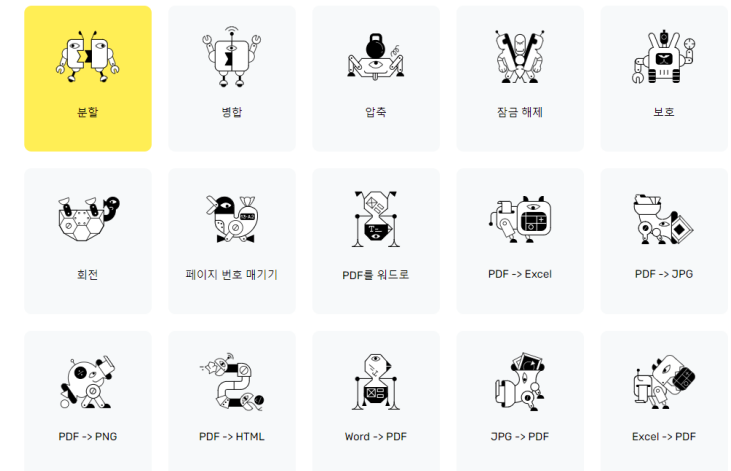 분할
병합
압축
잠금 해제
보호
회전
페이지 번호 매기기
PDF를 워드로
PDF -> Excel
PDF -> JPG
PDF -> PNG
PDF -> HTML
Word -> PDF
JPG -> PDF
Excel -> PDF